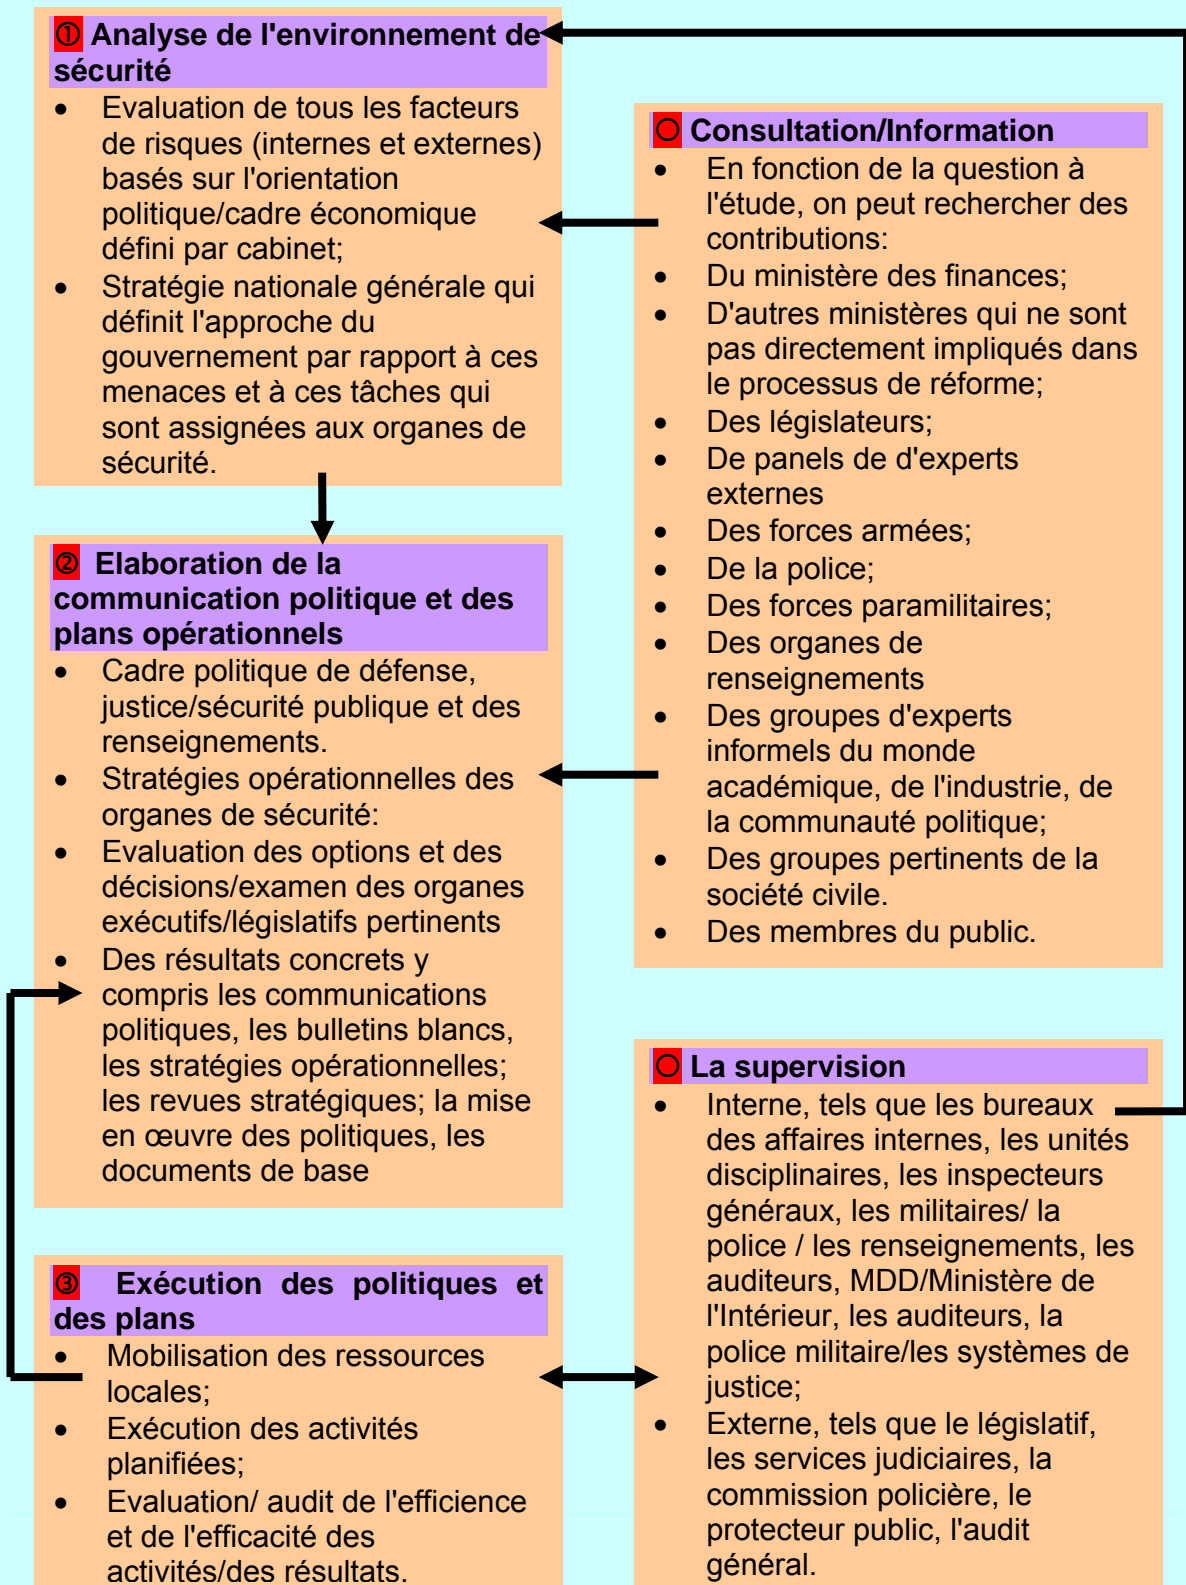 ① Analyse de l'environnement de
sécurité
• Evaluation de tous les facteurs
de risques (internes et externes)
basés sur l'orientation
politique/cadre économique
défini par cabinet;
• Stratégie nationale générale qui
définit l'approche du
gouvernement par rapport à ces
menaces et à ces tâches qui
sont assignées aux organes de
sécurité.
② Elaboration de la
communication politique et des
plans opérationnels
• Cadre politique de défense,
justice/sécurité publique et des
renseignements.
• Stratégies opérationnelles des
organes de sécurité:
• Evaluation des options et des
décisions/examen des organes
exécutifs/législatifs pertinents
• Des résultats concrets y
compris les communications
politiques, les bulletins blancs,
les stratégies opérationnelles;
les revues stratégiques; la mise
en œuvre des politiques, les
documents de base
③ Exécution des politiques et
des plans
• Mobilisation des ressources
locales;
• Exécution des activités
planifiées;
• Evaluation/ audit de l'efficience
et de l'efficacité des
activités/des résultats.
○ Consultation/Information
• En fonction de la question à
l'étude, on peut rechercher des
contributions:
• Du ministère des finances;
• D'autres ministères qui ne sont
pas directement impliqués dans
le processus de réforme;
• Des législateurs;
• De panels de d'experts
externes
• Des forces armées;
• De la police;
• Des forces paramilitaires;
• Des organes de
renseignements
• Des groupes d'experts
informels du monde
académique, de l'industrie, de
la communauté politique;
• Des groupes pertinents de la
société civile.
• Des membres du public.
○ La supervision
• Interne, tels que les bureaux
des affaires internes, les unités
disciplinaires, les inspecteurs
généraux, les militaires/ la
police / les renseignements, les
auditeurs, MDD/Ministère de
l'Intérieur, les auditeurs, la
police militaire/les systèmes de
justice;
• Externe, tels que le législatif,
les services judiciaires, la
commission policière, le
protecteur public, l'audit
général.